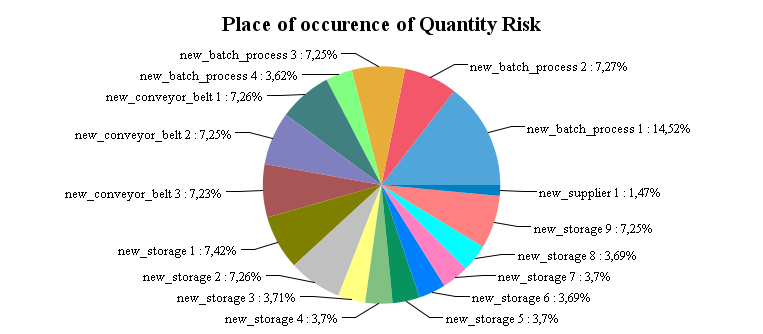 Place of occurence of Quantity Risk
new_batch_process 3 : 7,25%
new_batch_process 2 : 7,27%
new_batch_process 4 : 3,62%
new_conveyor_belt 1 : 7,26%
new_batch_process 1 : 14,52%
new_conveyor_belt 2 : 7,25%
new_conveyor_belt 3 : 7,23%
new_supplier 1 : 1,47%
new_storage 9 : 7,25%
new_storage 1 : 7,42%
new_storage 8 : 3,69%
new_storage 2 : 7,26%
new_storage 7 : 3,7%
new_storage 3 : 3,71%
new_storage 6 : 3,69%
new_storage 4 : 3,7%
new_storage 5 : 3,7%